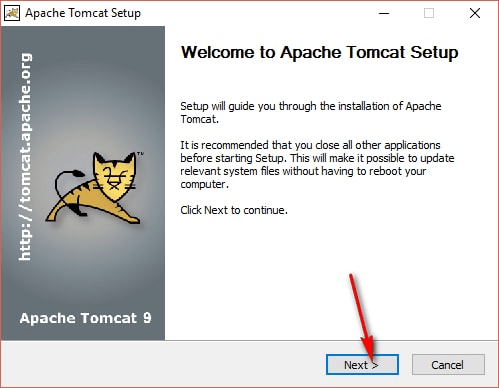 Apache Tomcat Setup
http://tomcat.apache.org
TM
Apache Tomcat 9
Welcome to Apache Tomcat Setup
Setup will guide you through the installation of Apache
Tomcat.
It is recommended that you close all other applications
before starting Setup. This will make it possible to update
relevant system files without having to reboot your
computer.
Click Next to continue.
Next >
Cancel